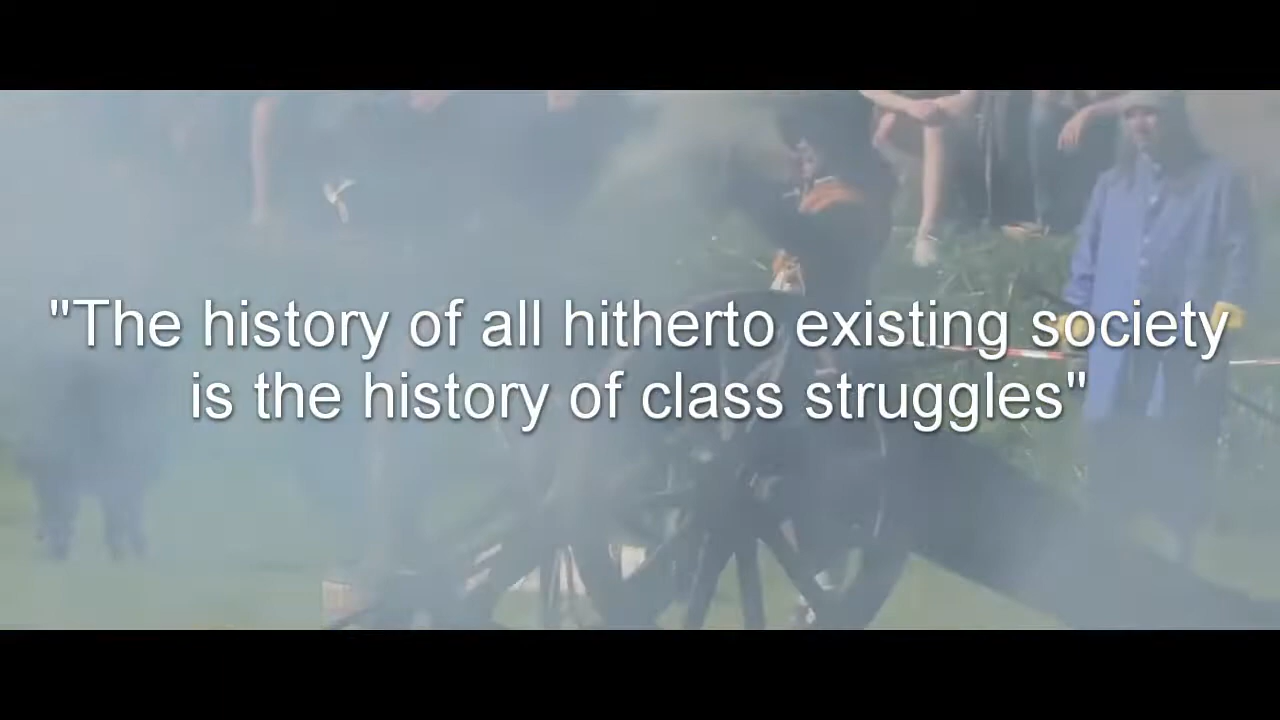 "The history of all hitherto existing society
is the history of class struggles"